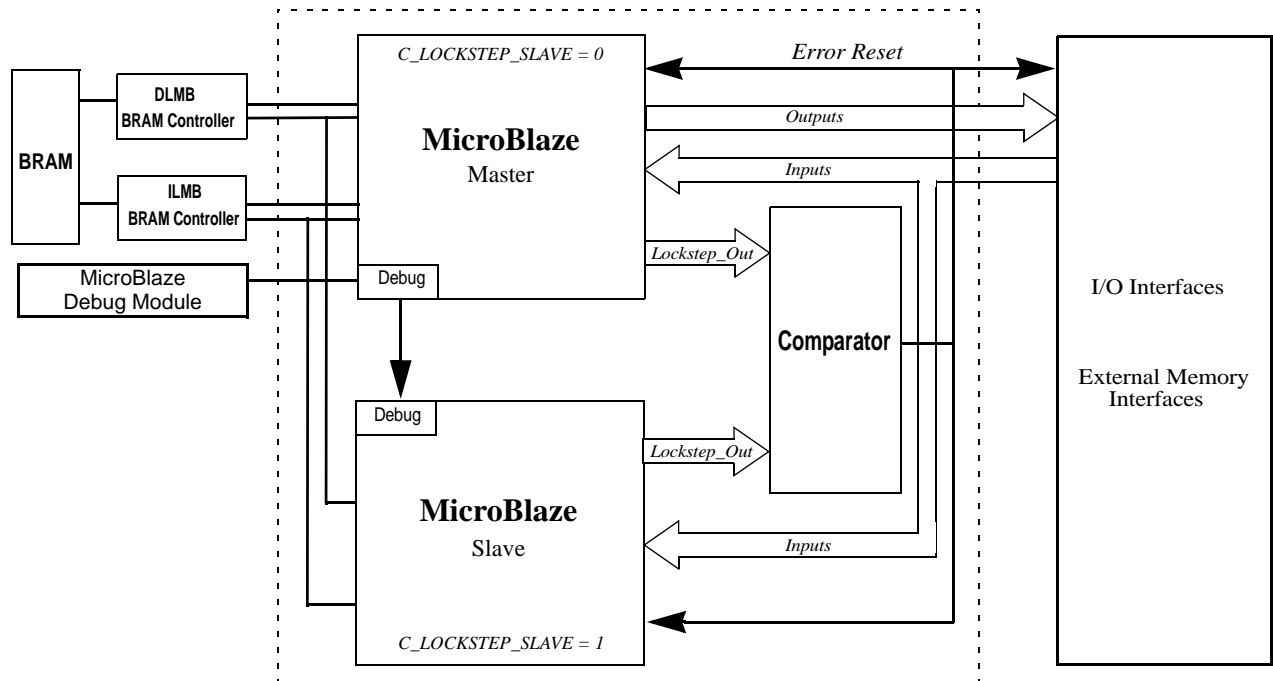 C_LOCKSTEP_SLAVE = 0
Error Reset
DLMB
BRAM Controller
Outputs
MicroBlaze
Master
BRAM
Inputs
ILMB
BRAM Controller
Lockstep_Out
MicroBlaze
Debug Module
Debug
I/O Interfaces
Comparator
External Memory
Interfaces
Debug
Lockstep_Out
MicroBlaze
Slave
Inputs
C_LOCKSTEP_SLAVE = 1